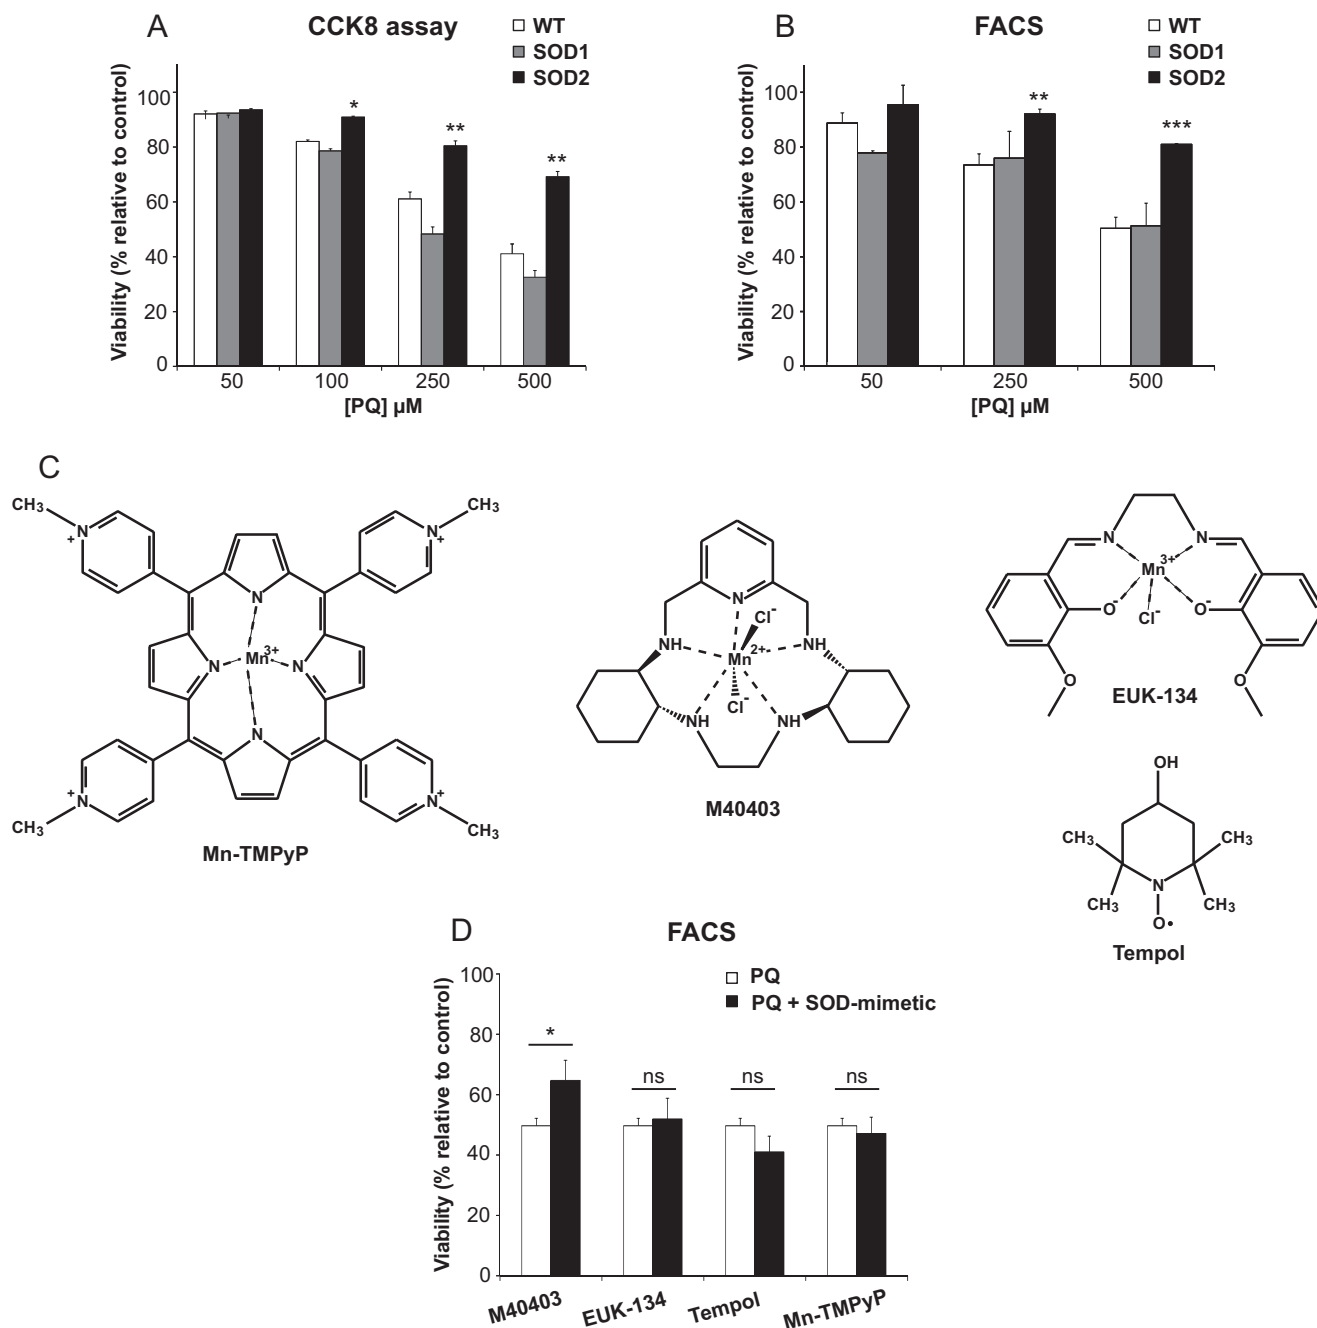 A
CCK8 assay
WT
SOD1
SOD2
Viability (% relative to control)
100
80
60
40
20
0
*
**
**
50 100 250 500
[PQ] µM
B
FACS
WT
SOD1
SOD2
Viability (% relative to control)
100
80
60
40
20
0
**
***
50 250 500
[PQ] µM
C
CH3 CH3
N+ N+
N
N Mn3+ N
N
N+ N+
CH3 CH3
Mn-TMPyP
N
Cl-
NH Mn2+ NH
Cl-
NH NH
M40403
N N
Mn3+
O- Cl- O-
O O
EUK-134
OH
CH3 CH3
N
CH3 CH3
O•
Tempol
D
FACS
PQ
PQ + SOD-mimetic
Viability (% relative to control)
100
80
60
40
20
0
*
ns
ns
ns
M40403 EUK-134 Tempol Mn-TMPyP